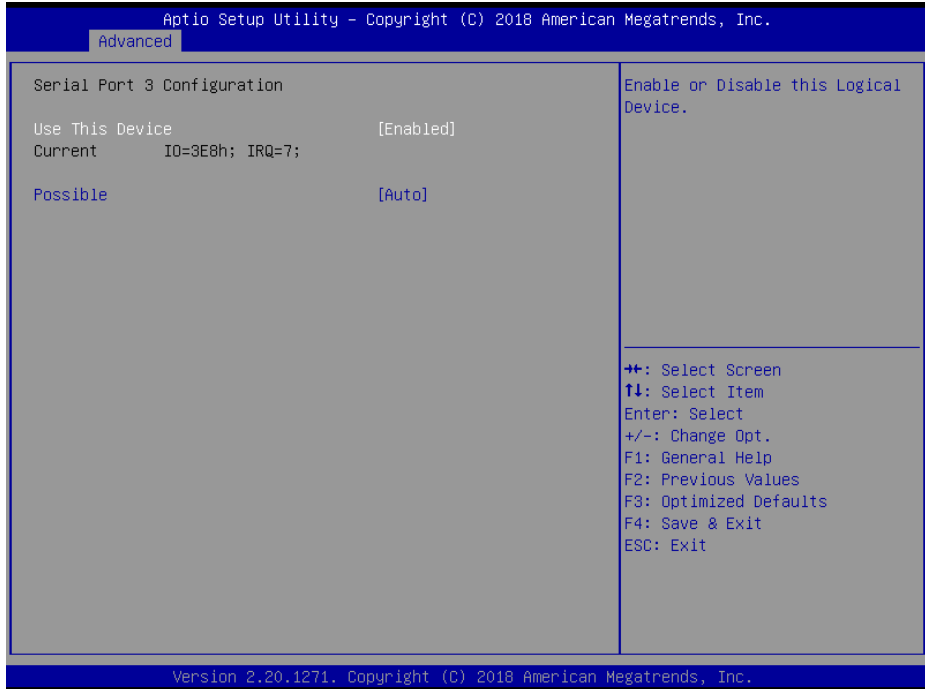 Aptio Setup Utility – Copyright (C) 2018 American Megatrends, Inc.
Advanced
Serial Port 3 Configuration
Use This Device [Enabled]
Current IO=3E8h; IRQ=7;
Possible [Auto]
Enable or Disable this Logical
Device.
→←: Select Screen
↑↓: Select Item
Enter: Select
+/-: Change Opt.
F1: General Help
F2: Previous Values
F3: Optimized Defaults
F4: Save & Exit
ESC: Exit
Version 2.20.1271. Copyright (C) 2018 American Megatrends, Inc.